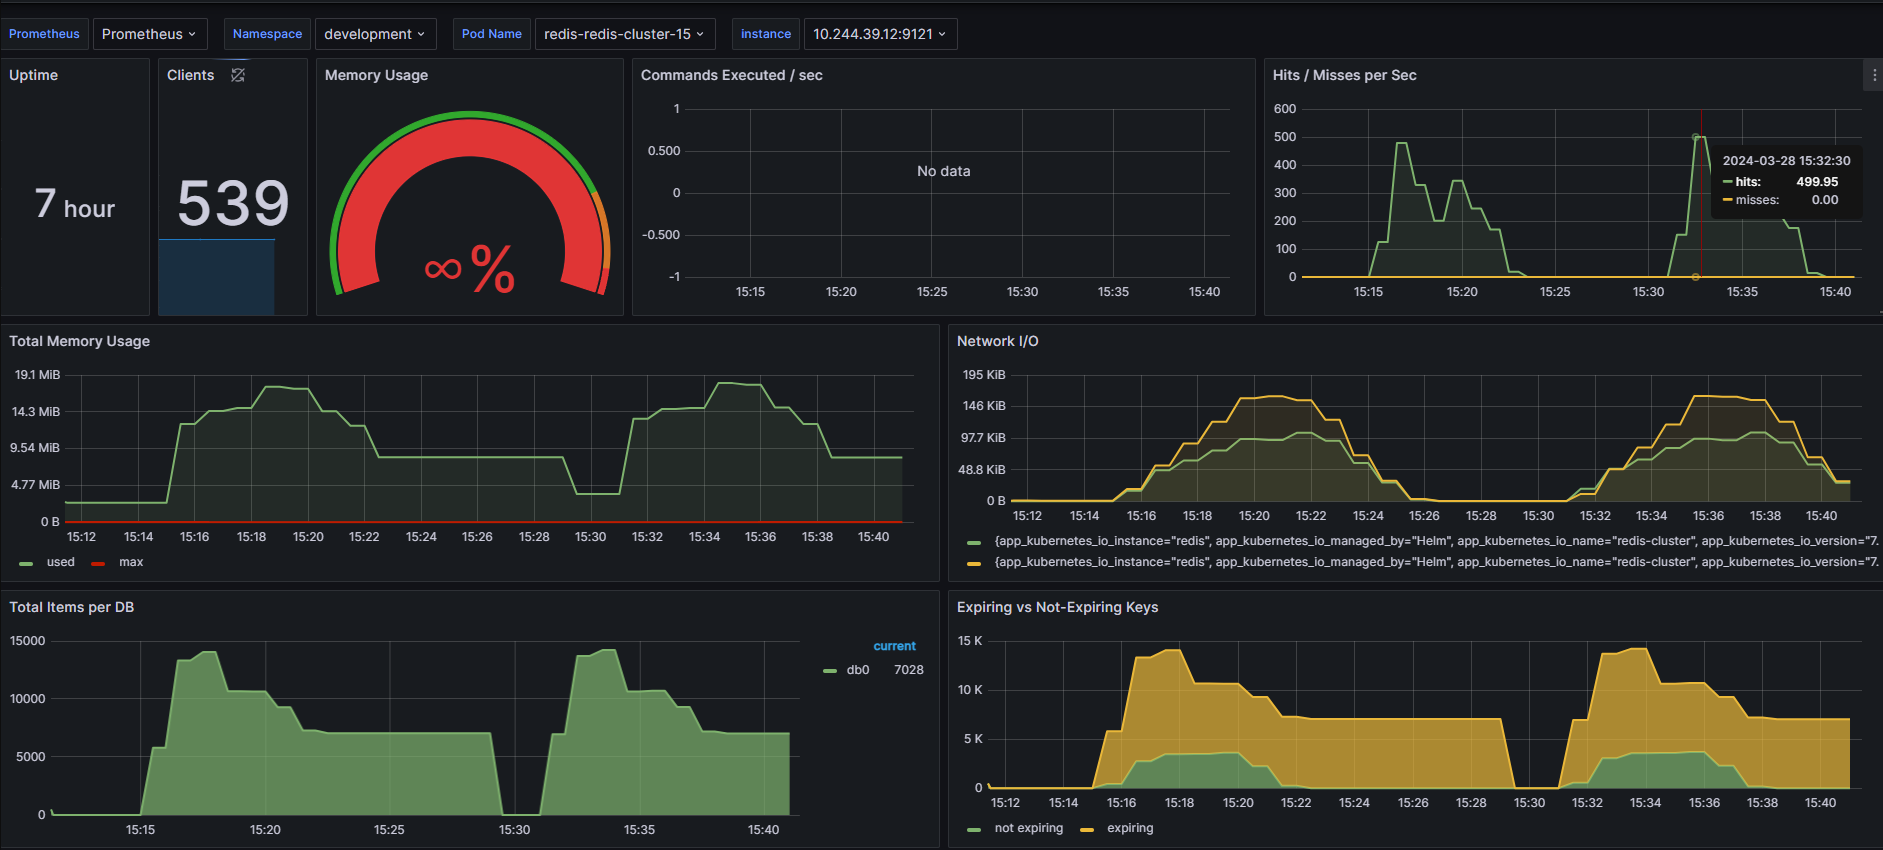 Prometheus Prometheus Namespace development Pod Name redis-redis-cluster-15 instance 10.244.39.12:9121
Uptime
7 hour
Clients
539
Memory Usage
∞%
Commands Executed / sec
1
0.500
0
-0.500
-1
No data
15:15 15:20 15:25 15:30 15:35 15:40
Hits / Misses per Sec
600
500
400
300
200
100
0
15:15 15:20 15:25 15:30 15:35 15:40
2024-03-28 15:32:30
hits: 499.95
misses: 0.00
Total Memory Usage
19.1 MiB
14.3 MiB
9.54 MiB
4.77 MiB
0 B
15:12 15:14 15:16 15:18 15:20 15:22 15:24 15:26 15:28 15:30 15:32 15:34 15:36 15:38 15:40
used max
Network I/O
195 KiB
146 KiB
97.7 KiB
48.8 KiB
0 B
15:12 15:14 15:16 15:18 15:20 15:22 15:24 15:26 15:28 15:30 15:32 15:34 15:36 15:38 15:40
{app_kubernetes_io_instance="redis", app_kubernetes_io_managed_by="Helm", app_kubernetes_io_name="redis-cluster", app_kubernetes_io_version="7.
{app_kubernetes_io_instance="redis", app_kubernetes_io_managed_by="Helm", app_kubernetes_io_name="redis-cluster", app_kubernetes_io_version="7.
Total Items per DB
15000
10000
5000
0
15:15 15:20 15:25 15:30 15:35 15:40
current
db0 7028
Expiring vs Not-Expiring Keys
15 K
10 K
5 K
0
15:12 15:14 15:16 15:18 15:20 15:22 15:24 15:26 15:28 15:30 15:32 15:34 15:36 15:38 15:40
not expiring expiring